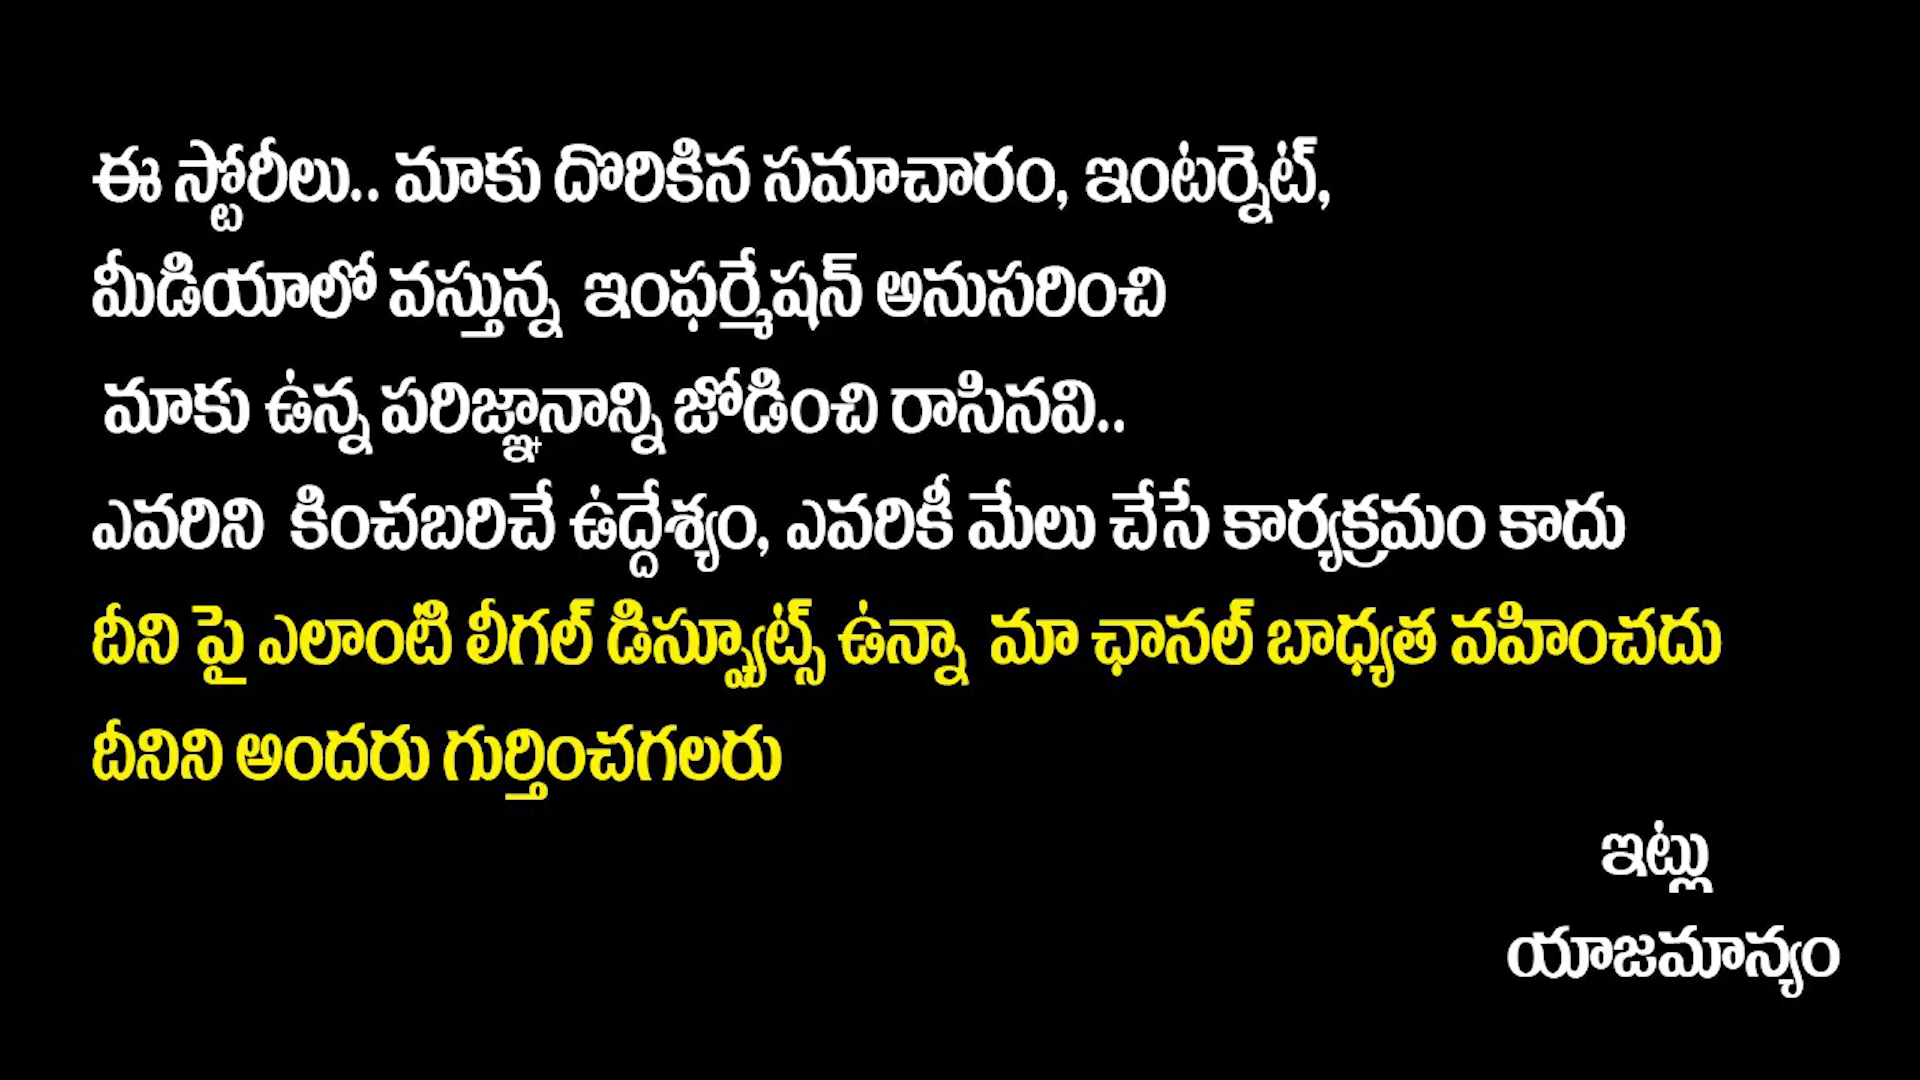 ఈ స్టోరీలు.. మాకు దొరికిన సమాచారం, ఇంటర్నెట్,
మీడియాలో వస్తున్న ఇంఫర్మేషన్ అనుసరించి
మాకు ఉన్న పరిజ్ఞానాన్ని జోడించి రాసినవి..
ఎవరిని కించబరిచే ఉద్దేశ్యం, ఎవరికీ మేలు చేసే కార్యక్రమం కాదు
దీని పై ఎలాంటి లీగల్ డిస్ప్యూట్స్ ఉన్నా మా ఛానల్ బాధ్యత వహించదు
దీనిని అందరు గుర్తించగలరు
ఇట్లు
యాజమాన్యం